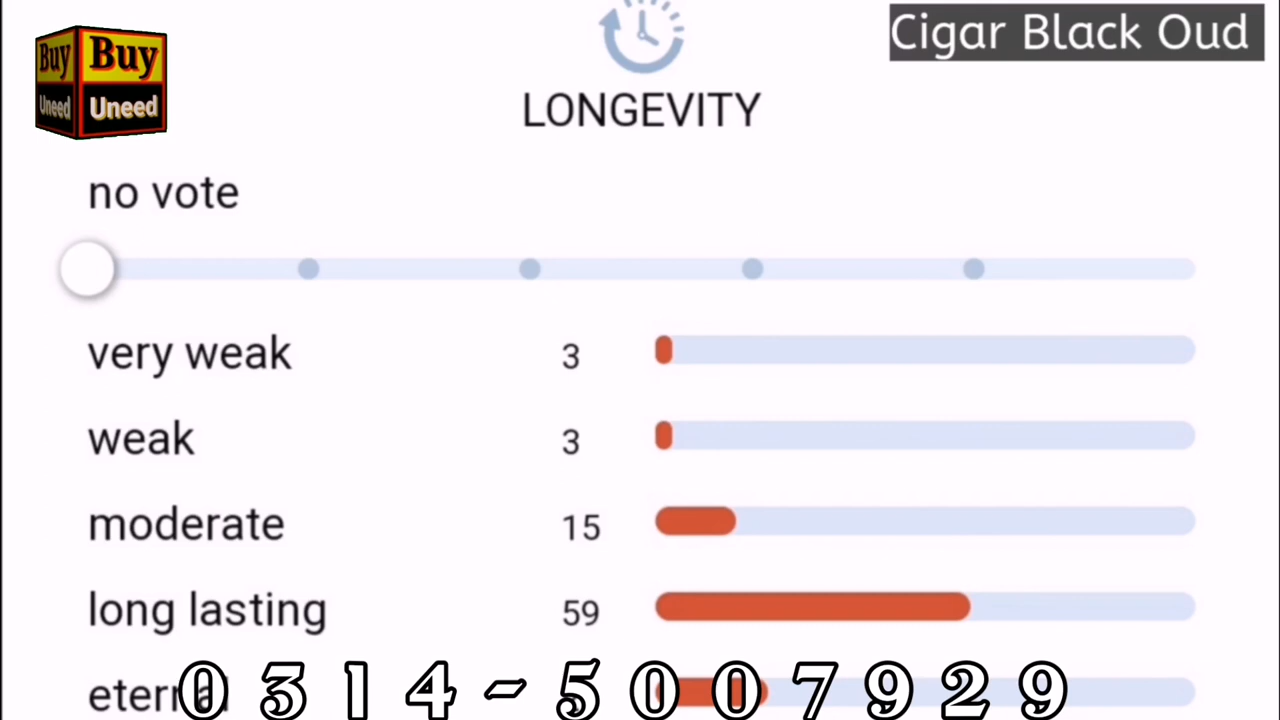 Buy
Uneed
Buy
Uneed
Cigar Black Oud
LONGEVITY
no vote
very weak 3
weak 3
moderate 15
long lasting 59
eternal
0314-5007929